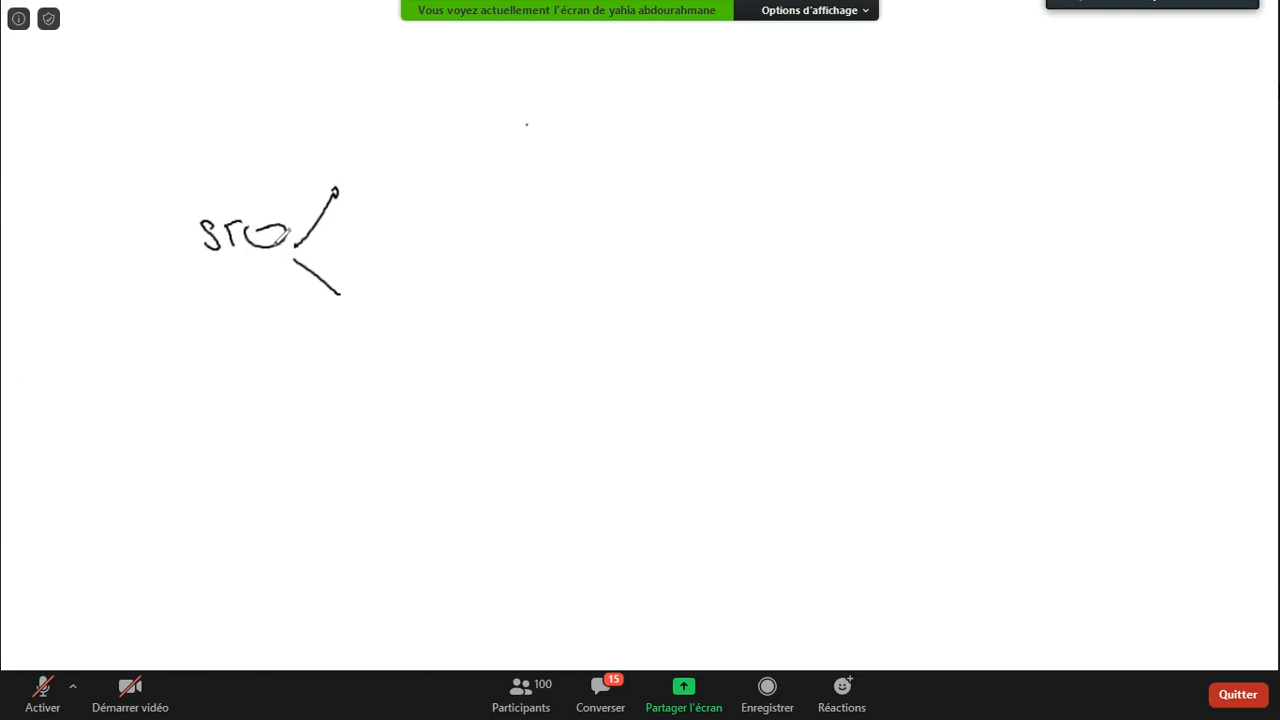 Vous voyez actuellement l'écran de yahia abdourahmane
Options d'affichage
STO
Activer
Démarrer vidéo
100
Participants
15
Converser
Partager l'écran
Enregistrer
Réactions
Quitter